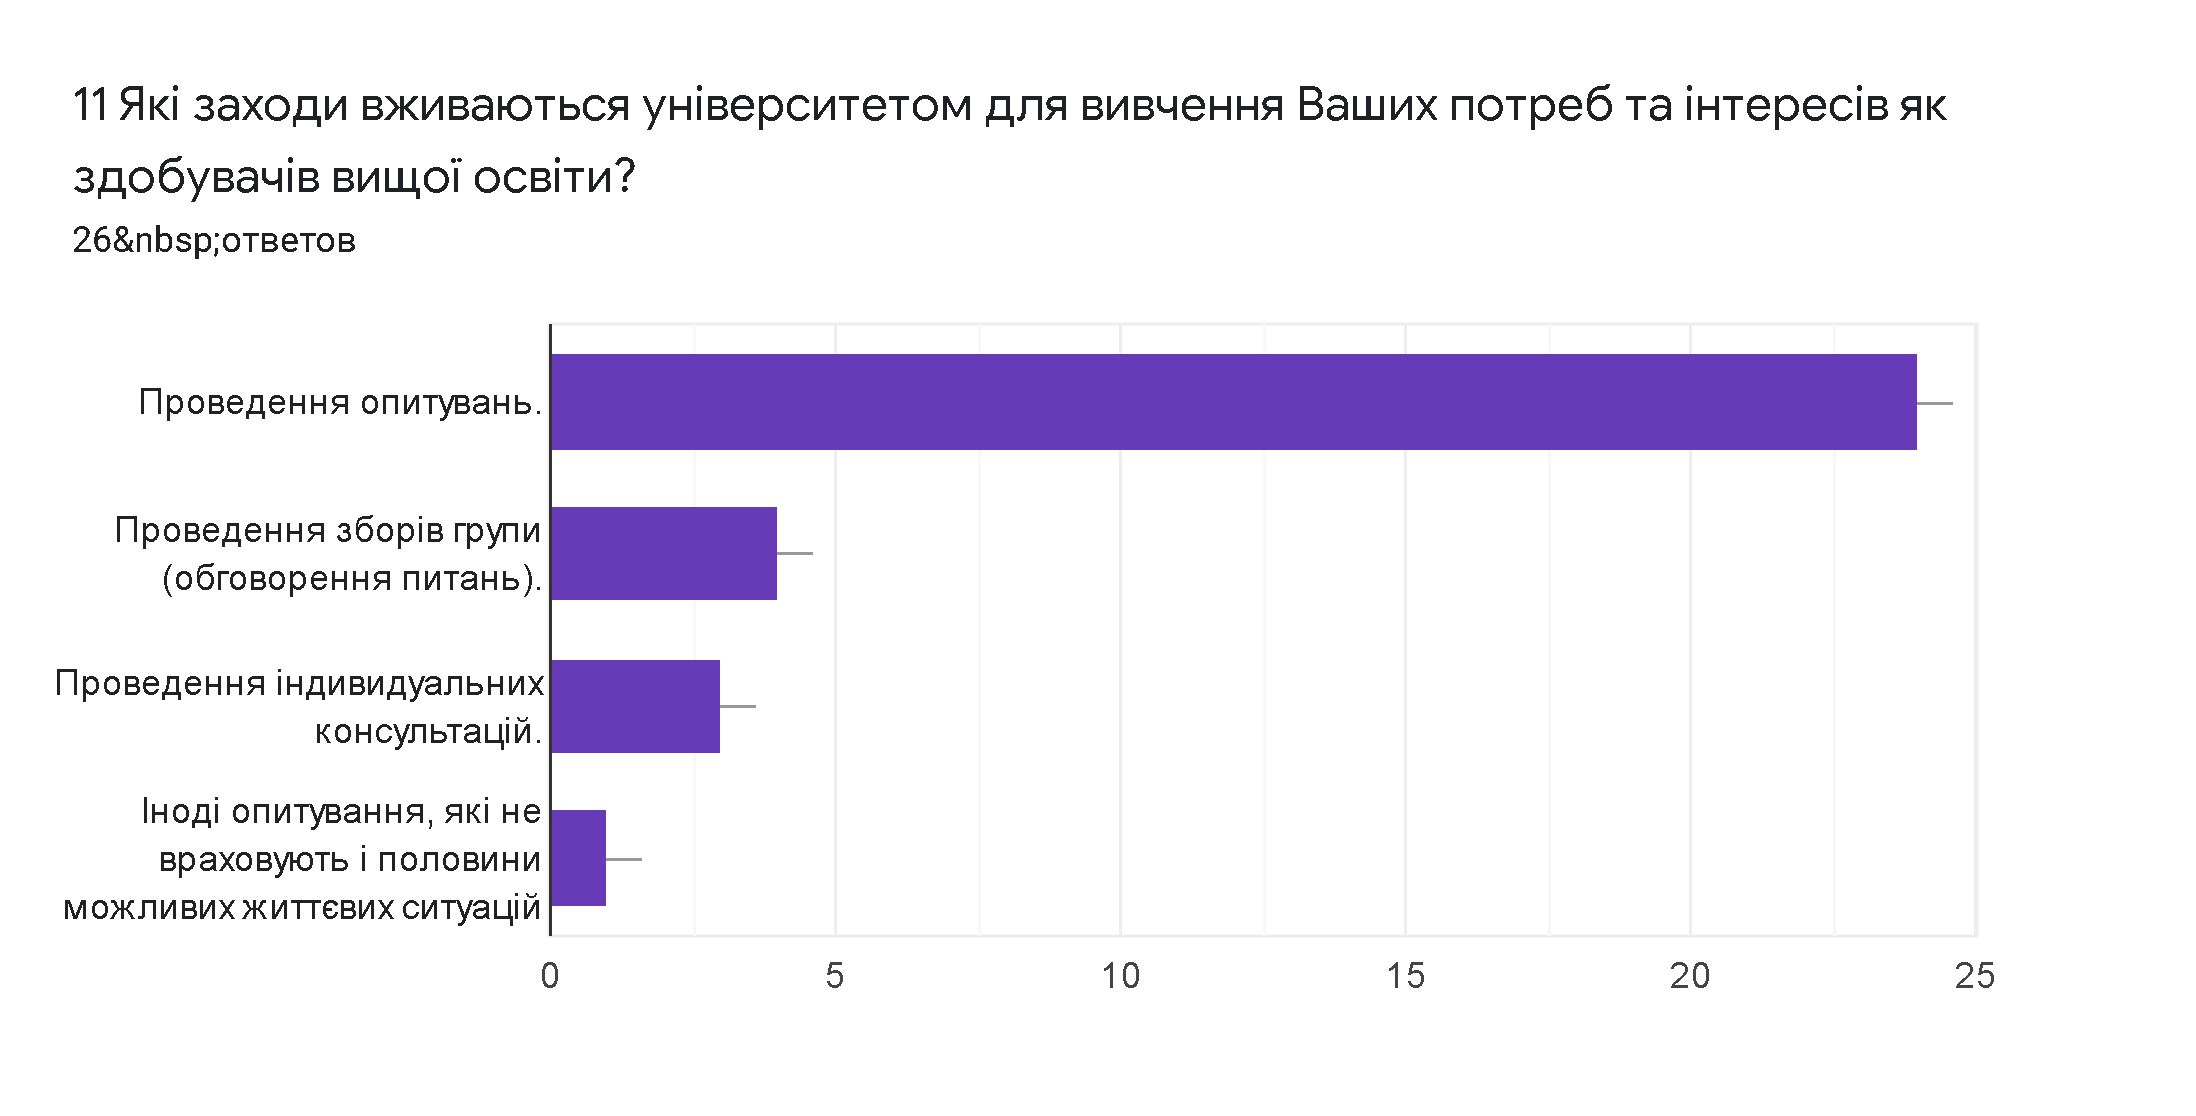 11 Які заходи вживаються університетом для вивчення Ваших потреб та інтересів як
здобувачів вищої освіти?
26&nbsp;ответов
Проведення опитувань.
Проведення зборів групи
(обговорення питань).
Проведення індивидуальних
консультацій.
Іноді опитування, які не
враховують і половини
можливих життєвих ситуацій
0 5 10 15 20 25